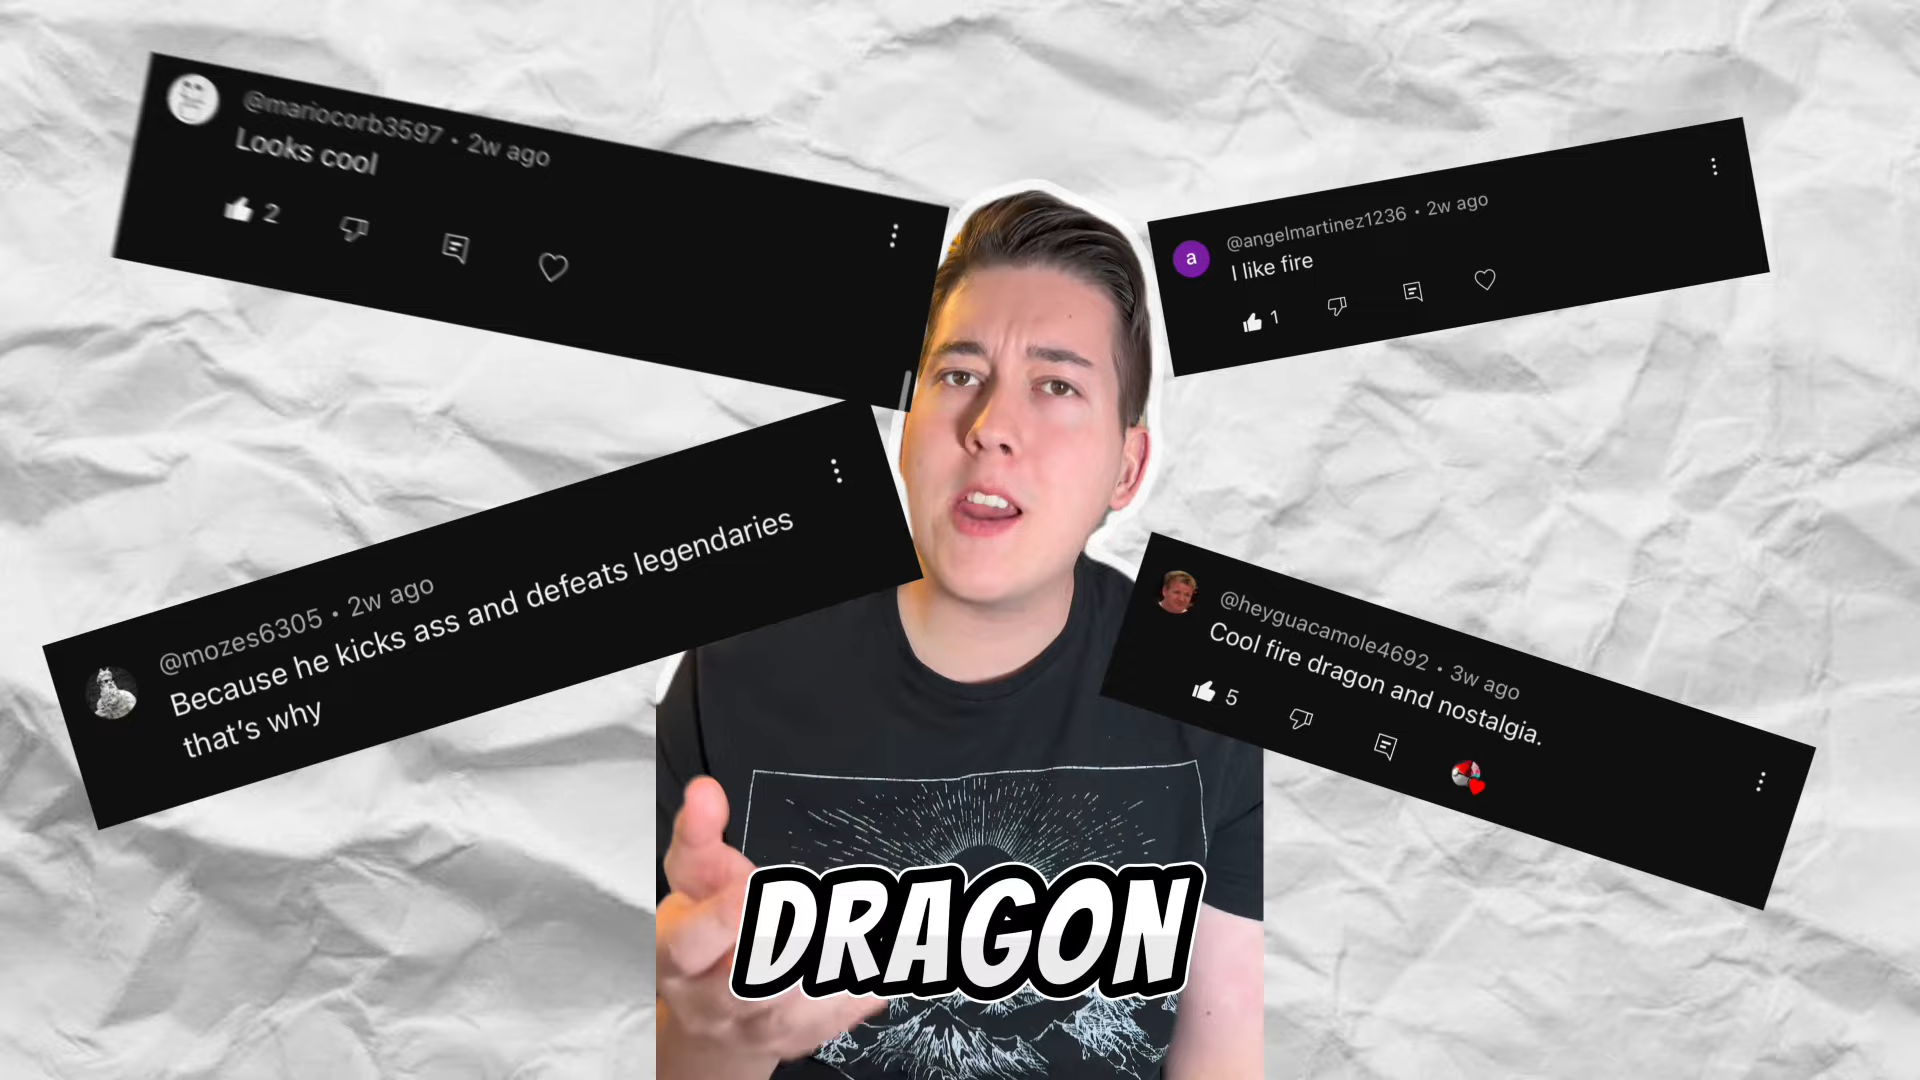 @mariocorb3597 · 2w ago
Looks cool
2
@angelmartinez1236 · 2w ago
a
I like fire
1
@mozes6305 · 2w ago
Because he kicks ass and defeats legendaries
that's why
@heyguacamole4692 · 3w ago
Cool fire dragon and nostalgia.
5
DRAGON